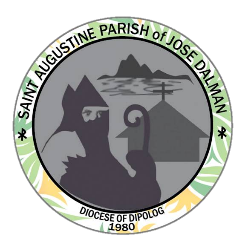 SAINT AUGUSTINE PARISH of JOSE DALMAN
DIOCESE OF DIPOLOG
1980